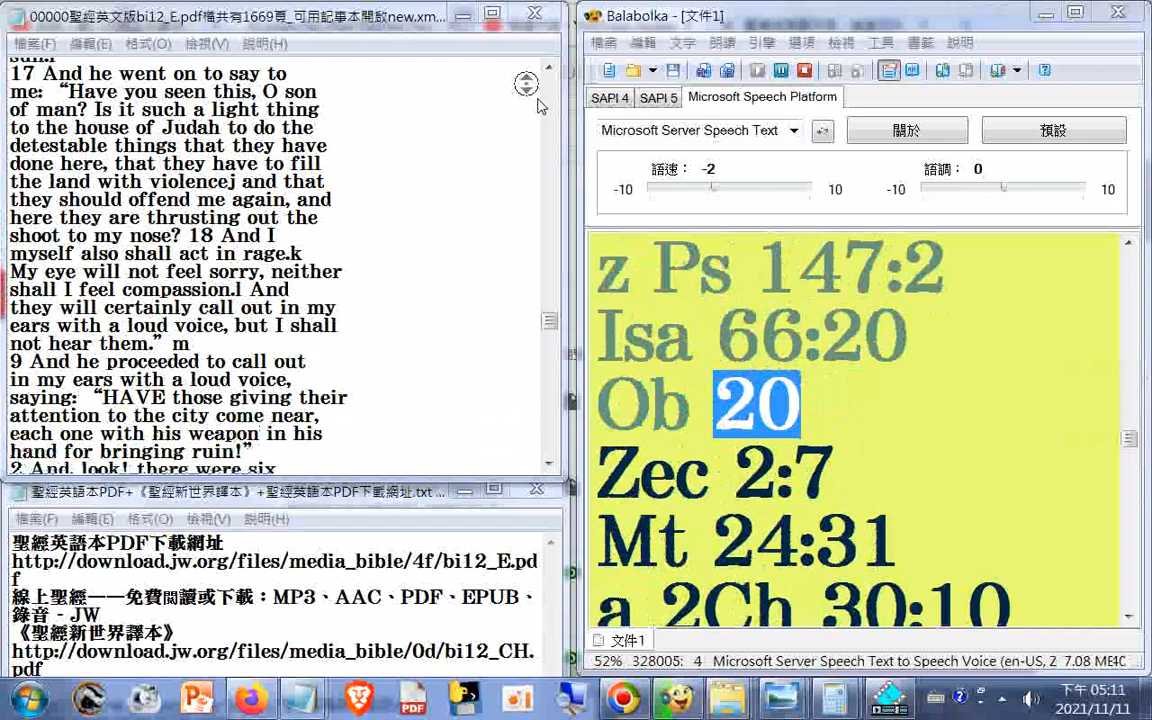 00000聖經英文版bi12_E.pdf檔共有1669頁_可用記事本開啟new.xm...
檔案(F) 編輯(E) 格式(O) 檢視(V) 說明(H)
sun.i
17 And he went on to say to
me: “Have you seen this, O son
of man? Is it such a light thing
to the house of Judah to do the
detestable things that they have
done here, that they have to fill
the land with violencej and that
they should offend me again, and
here they are thrusting out the
shoot to my nose? 18 And I
myself also shall act in rage.k
My eye will not feel sorry, neither
shall I feel compassion.l And
they will certainly call out in my
ears with a loud voice, but I shall
not hear them.” m
9 And he proceeded to call out
in my ears with a loud voice,
saying: “HAVE those giving their
attention to the city come near,
each one with his weapon in his
hand for bringing ruin!”
2 And, look! there were six
聖經英語本PDF+《聖經新世界譯本》+聖經英語本PDF下載網址.txt ...
檔案(F) 編輯(E) 格式(O) 檢視(V) 說明(H)
聖經英語本PDF下載網址
http://download.jw.org/files/media_bible/4f/bi12_E.pd
f
線上聖經——免費閱讀或下載：MP3、AAC、PDF、EPUB、
錄音 - JW
《聖經新世界譯本》
http://download.jw.org/files/media_bible/0d/bi12_CH.
pdf
Balabolka - [文件1]
檔案 編輯 文字 朗讀 引擎 選項 檢視 工具 書籤 說明
SAPI 4 SAPI 5 Microsoft Speech Platform
Microsoft Server Speech Text 關於 預設
語速： -2 語調： 0
-10 10 -10 10
z Ps 147:2
Isa 66:20
Ob 20
Zec 2:7
Mt 24:31
a 2Ch 30:10
文件1
52% 328005: 4 Microsoft Server Speech Text to Speech Voice (en-US, Z 7.08 ME
下午 05:11
2021/11/11